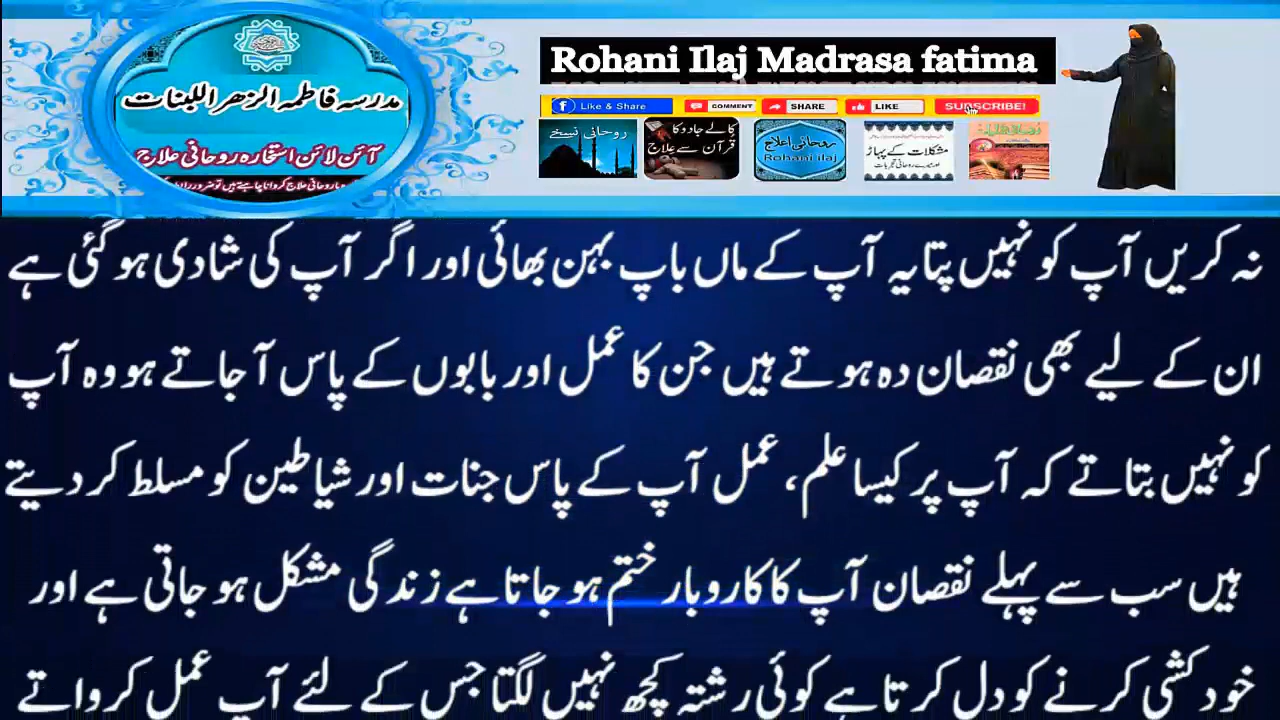 مدرسہ فاطمہ الزھرا للبنات
آئن لائن استخارہ روحانی علاج
Rohani Ilaj Madrasa fatima
Like & Share
COMMENT
SHARE
LIKE
SUBSCRIBE!
روحانی نسخے
کالے جادو کا
قرآن سے علاج
روحانی علاج
Rohani ilaj
مشکلات کے پہاڑ
نہ کریں آپ کو نہیں پتا یہ آپ کے ماں باپ بہن بھائی اور اگر آپ کی شادی ہو گئی ہے
ان کے لیے بھی نقصان دہ ہوتے ہیں جن کا عمل اور بابوں کے پاس آ جاتے ہو وہ آپ
کو نہیں بتاتے کہ آپ پر کیسا علم، عمل آپ کے پاس جنات اور شیاطین کو مسلط کر دیتے
ہیں سب سے پہلے نقصان آپ کا کاروبار ختم ہو جاتا ہے زندگی مشکل ہو جاتی ہے اور
خودکشی کرنے کو دل کرتا ہے کوئی رشتہ کچھ نہیں لگتا جس کے لئے آپ عمل کرواتے